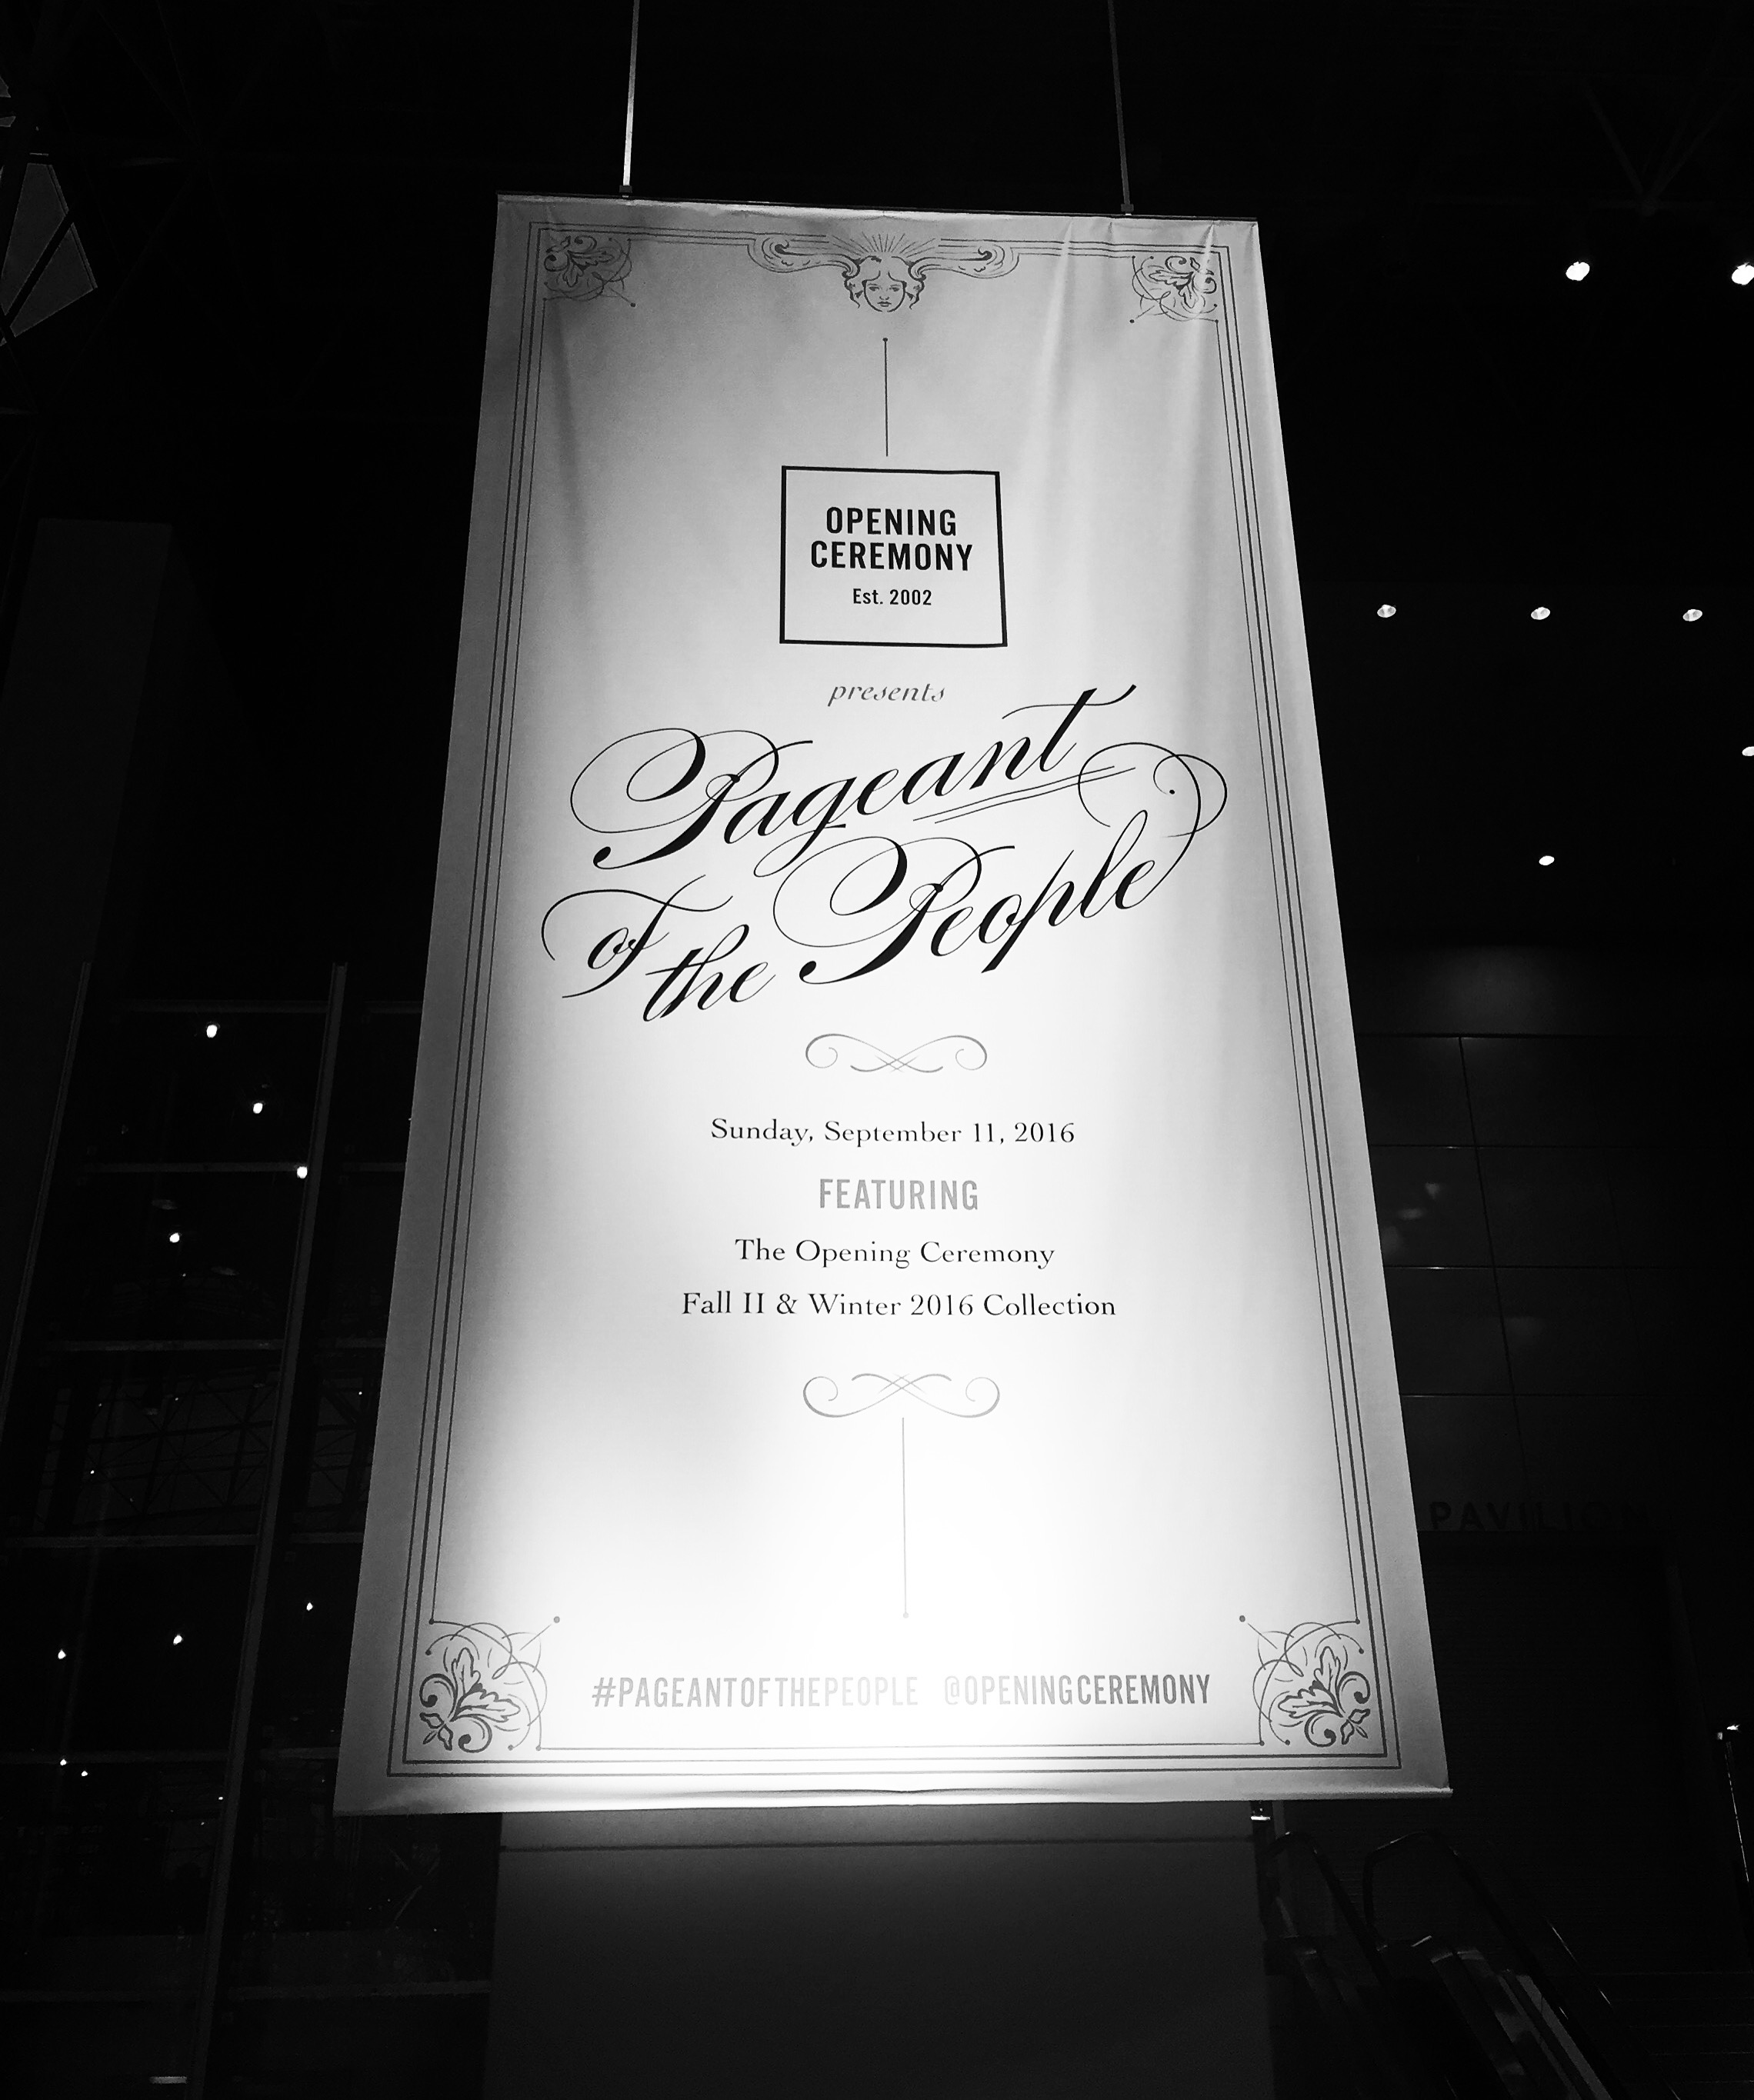 OPENING
CEREMONY
Est. 2002
presents
Pageant
of the People
Sunday, September 11, 2016
FEATURING
The Opening Ceremony
Fall II & Winter 2016 Collection
#PAGEANTOFTHEPEOPLE @OPENINGCEREMONY
PAVILION